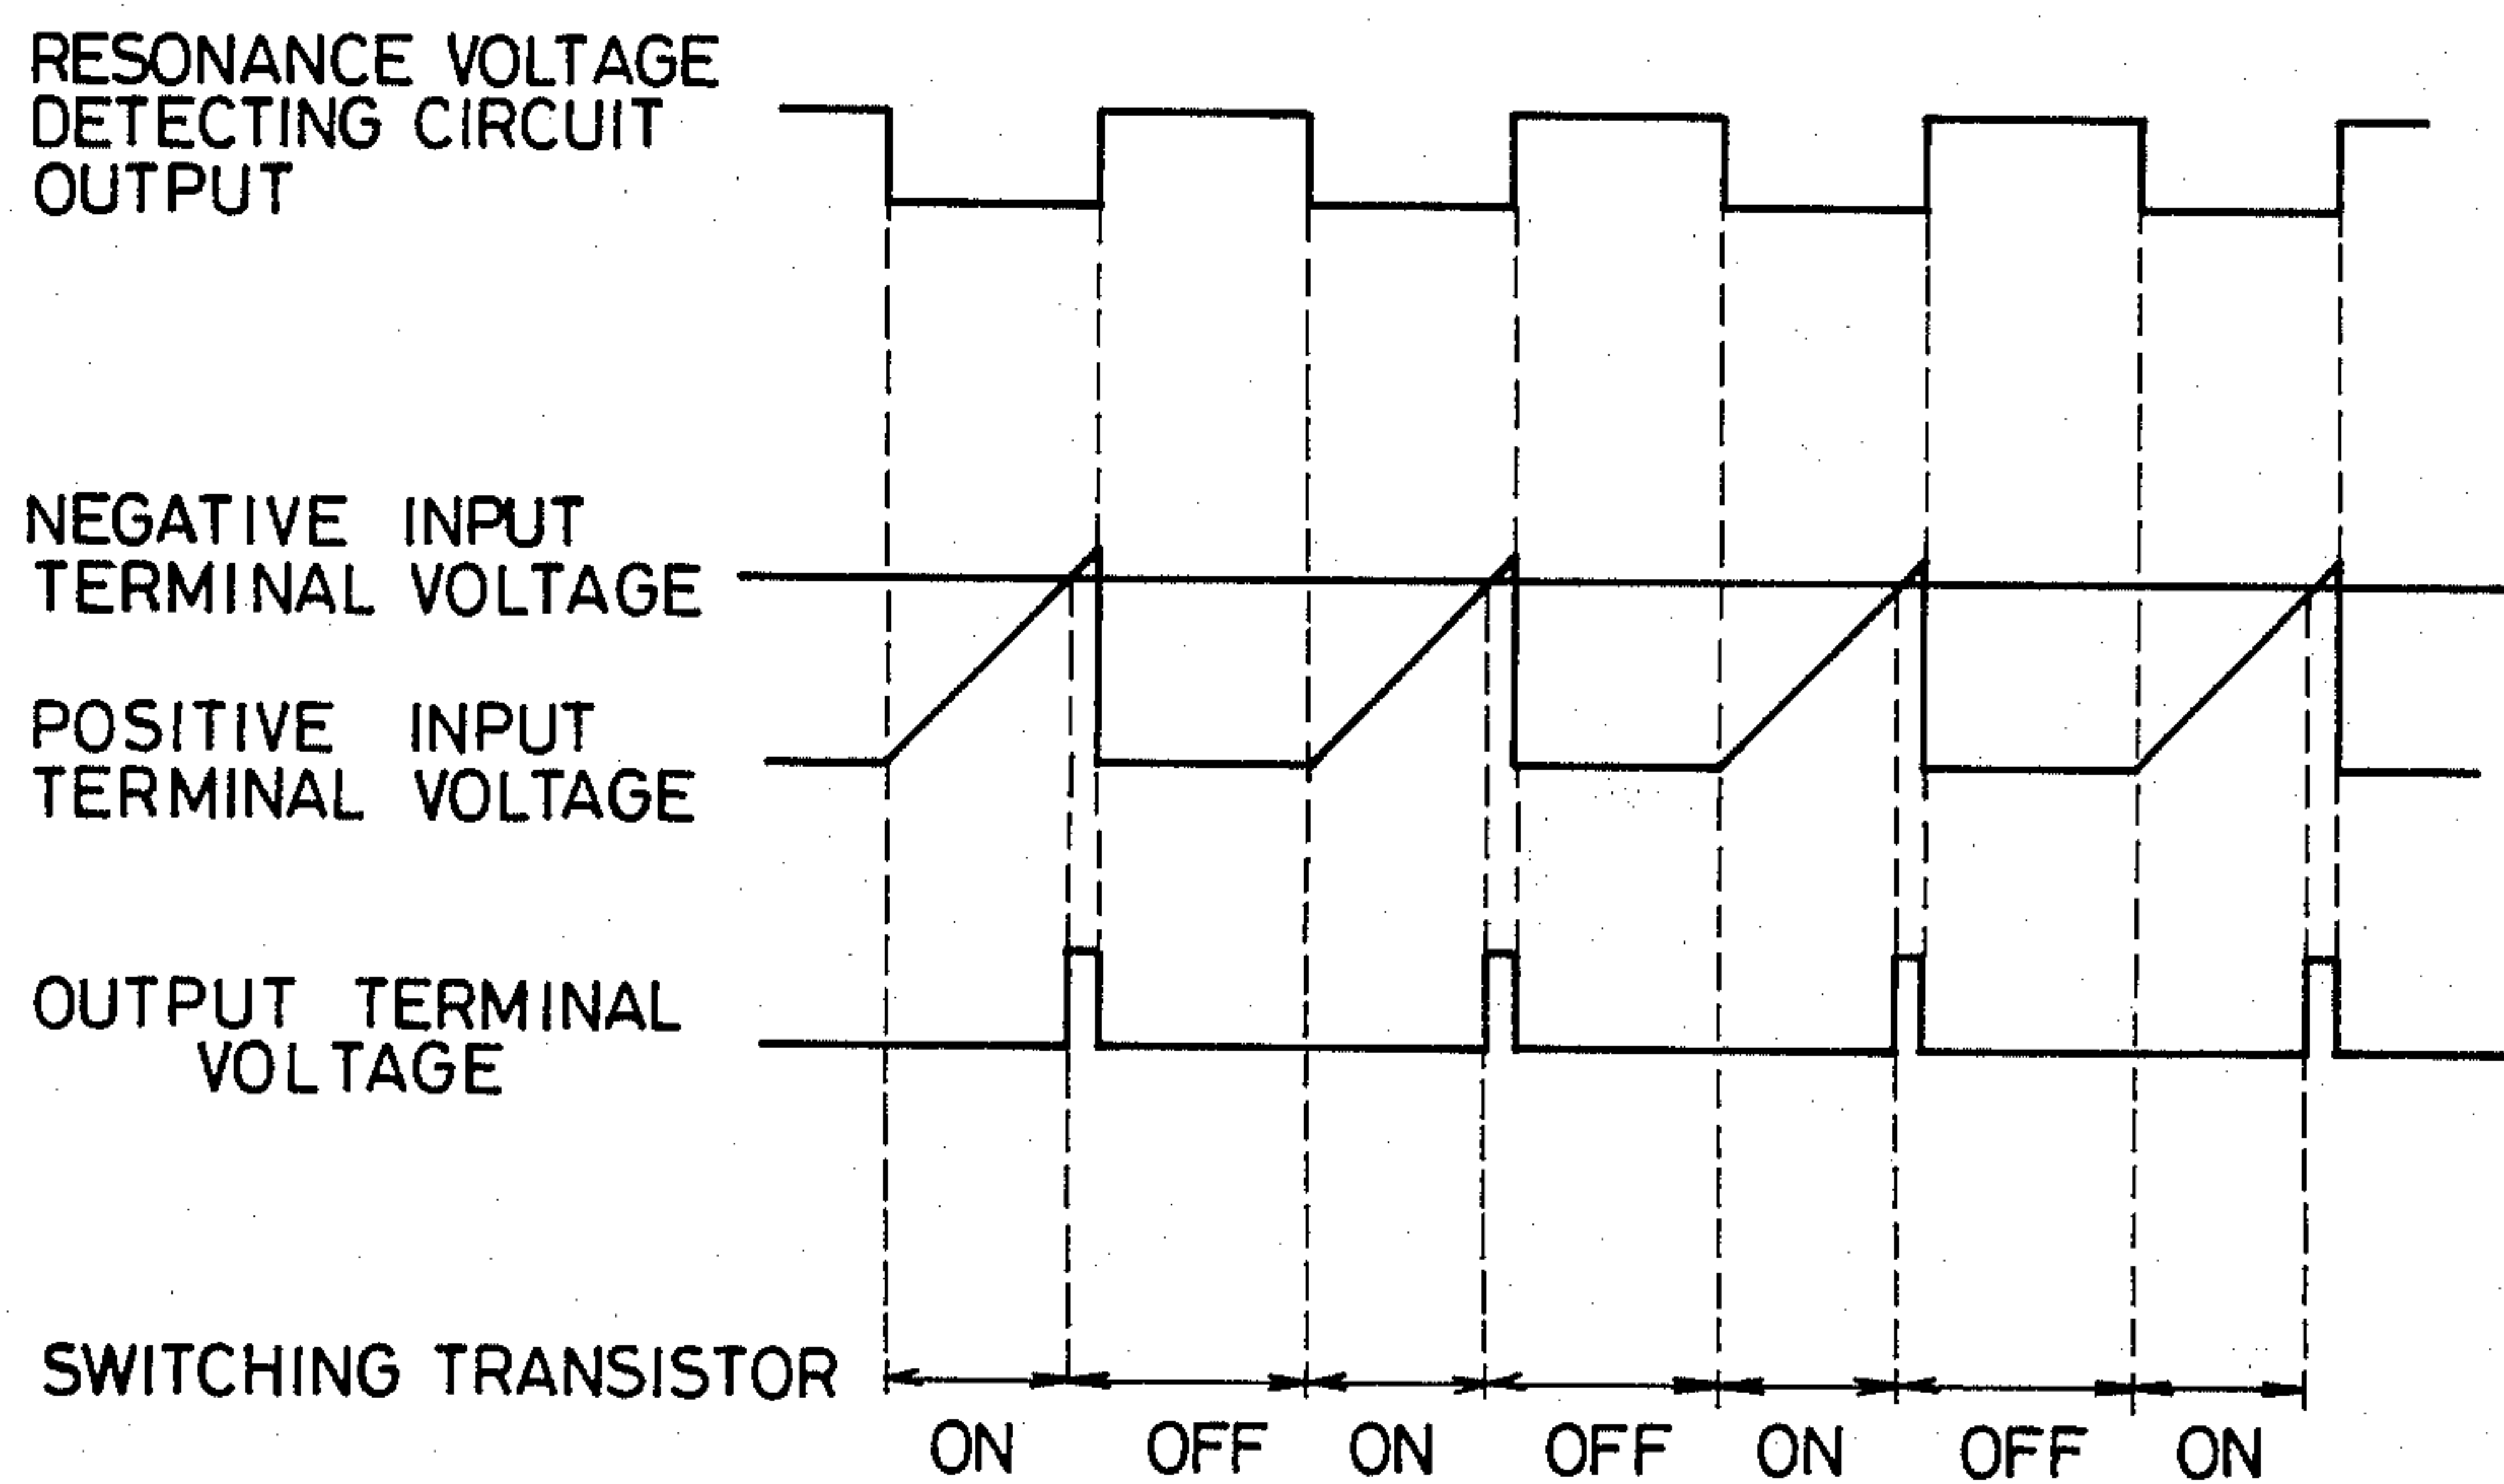 RESONANCE VOLTAGE
DETECTING CIRCUIT
OUTPUT
NEGATIVE INPUT
TERMINAL VOLTAGE
POSITIVE INPUT
TERMINAL VOLTAGE
OUTPUT TERMINAL
VOLTAGE
SWITCHING TRANSISTOR
ON OFF ON OFF ON OFF ON